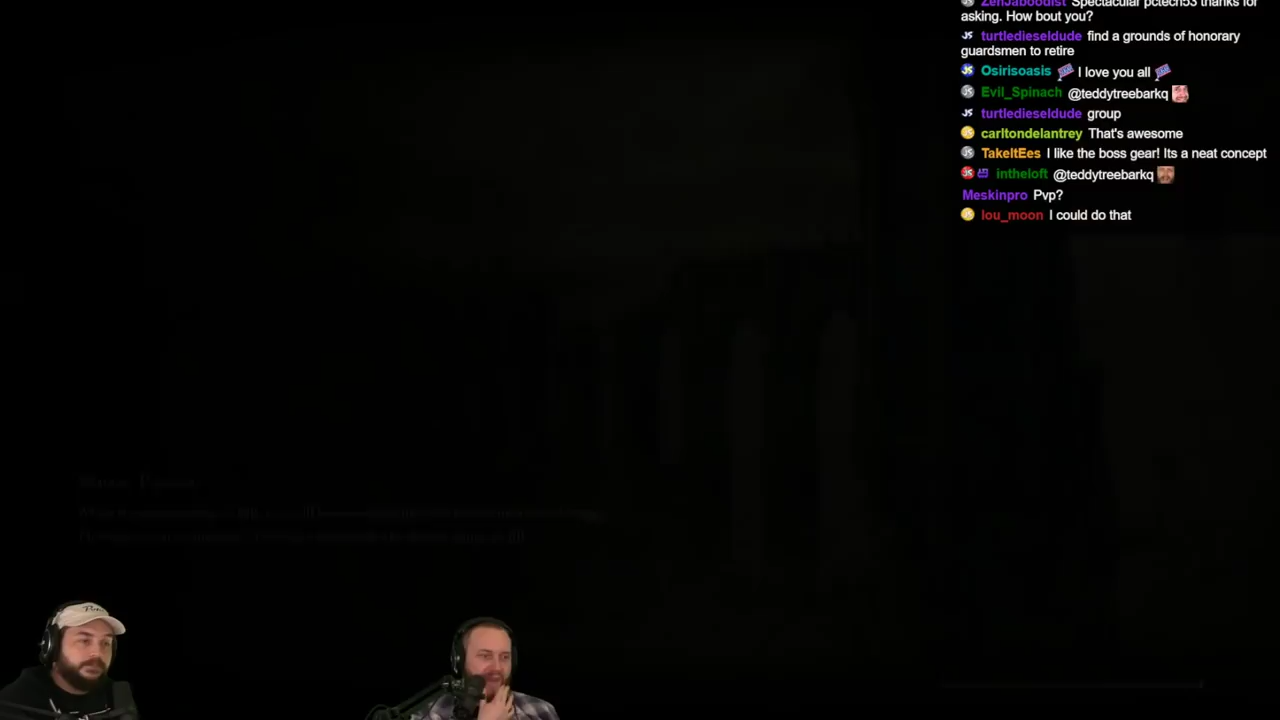 ZenJaboodist Spectacular pctech53 thanks for
asking. How bout you?
turtledieseldude find a grounds of honorary
guardsmen to retire
Osirisoasis I love you all
Evil_Spinach @teddytreebarkq
turtledieseldude group
carltondelantrey That's awesome
TakeItEes I like the boss gear! Its a neat concept
intheloft @teddytreebarkq
Meskinpro Pvp?
lou_moon I could do that